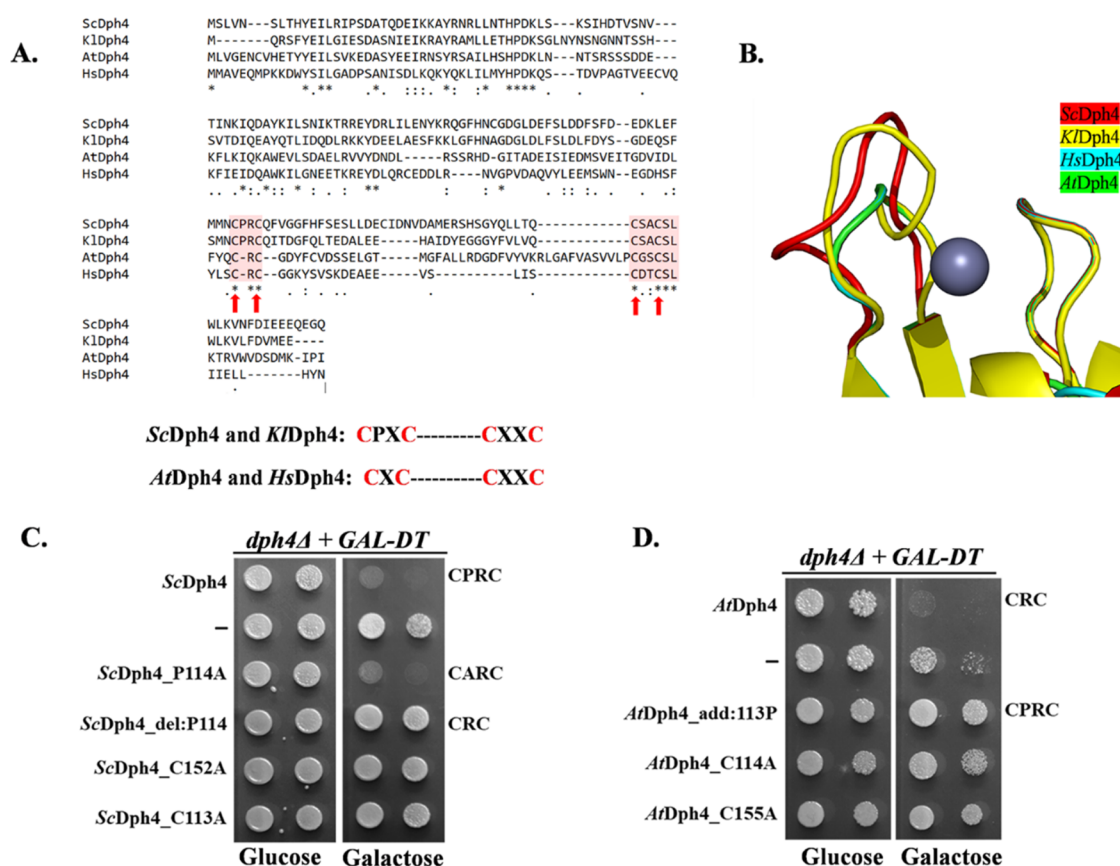 A.
ScDph4 MSLVN---SLTHYEILRIPSDATQDEIKKAYRNRLLNTHPDKLS---KSIHDTVSNV--
KlDph4 M-------QRSFYEILGIESDASNIEIKRAYRAMLLETHPDKSGLNYNSNGNNTSSH--
AtDph4 MLVGENCVHETYYEILSVKEDASYEEIRNSYRSAILHSHPDKLN---NTSRSSSDDE--
HsDph4 MMAVEQMPKKDWYSILGADPSANISDLKQKYQKLILMYHPDKQS---TDVPAGTVEECVQ
ScDph4 TINKIQDAYKILSNIKTRREYDRLILENYKRQGFHNCGDGLDEFSLDDFSFD-EDKLEF
KlDph4 SVTDIQEAYQTLIDQDLRKKYDEELAESFKKLGFHNAGDGLDLFSLDLFDYS-GDEQSF
AtDph4 KFLKIQKAWEVLSDAELRVVYDNDL----RSSRHD-GITADEISIEDMSVEITGDVIDL
HsDph4 KFIEIDQAWKILGNEETKREYDLQRCEDDLR---NVGPVDAQVYLEEMSWN--EGDHSF
ScDph4 MMNCPRCQFVGGFHFSESLLDECIDNVDAMERSHSGYQLLTQ---------CSACSL
KlDph4 SMNCPRCQITDGFQLTEDALEE-----HAIDYEGGGYFVLVQ---------CSACSL
AtDph4 FYQC-RCGDYFCVDSSELGT----MGFALLRDGDFVYVKRLGAFVASVVLPCGSCSL
HsDph4 YLSC-RCGGKYSVSKDEAEE-----VS--------LIS-------------CDTCSL
ScDph4 WLKVNFDIEEEQEGQ
KlDph4 WLKVLFDVMEE----
AtDph4 KTRVWVDSDMK-IPI
HsDph4 IIELL-------HYN
ScDph4 and KlDph4: CPXC----------CXXC
AtDph4 and HsDph4: CXC----------CXXC
B.
ScDph4
KlDph4
HsDph4
AtDph4
C.
dph4Δ + GAL-DT
ScDph4 CPRC
–
ScDph4_P114A CARC
ScDph4_del:P114 CRC
ScDph4_C152A
ScDph4_C113A
Glucose Galactose
D.
dph4Δ + GAL-DT
AtDph4 CRC
–
AtDph4_add:113P CPRC
AtDph4_C114A
AtDph4_C155A
Glucose Galactose